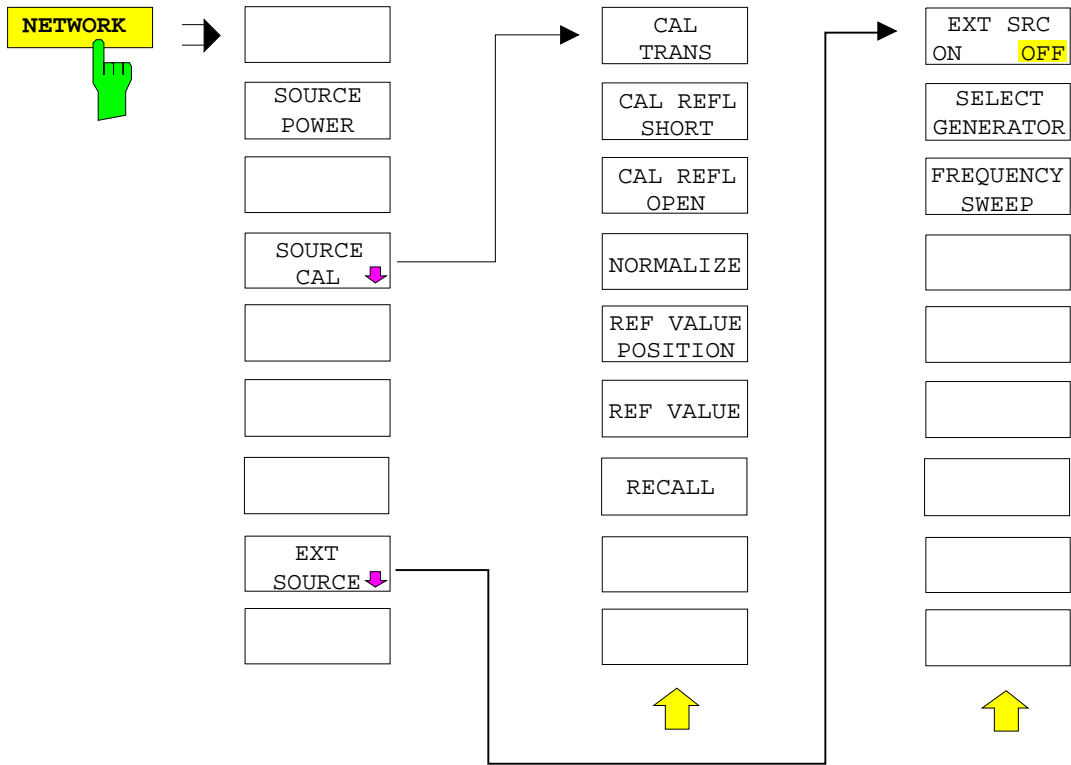 NETWORK
SOURCE
POWER
SOURCE
CAL
EXT
SOURCE
CAL
TRANS
CAL REFL
SHORT
CAL REFL
OPEN
NORMALIZE
REF VALUE
POSITION
REF VALUE
RECALL
EXT SRC
ON OFF
SELECT
GENERATOR
FREQUENCY
SWEEP